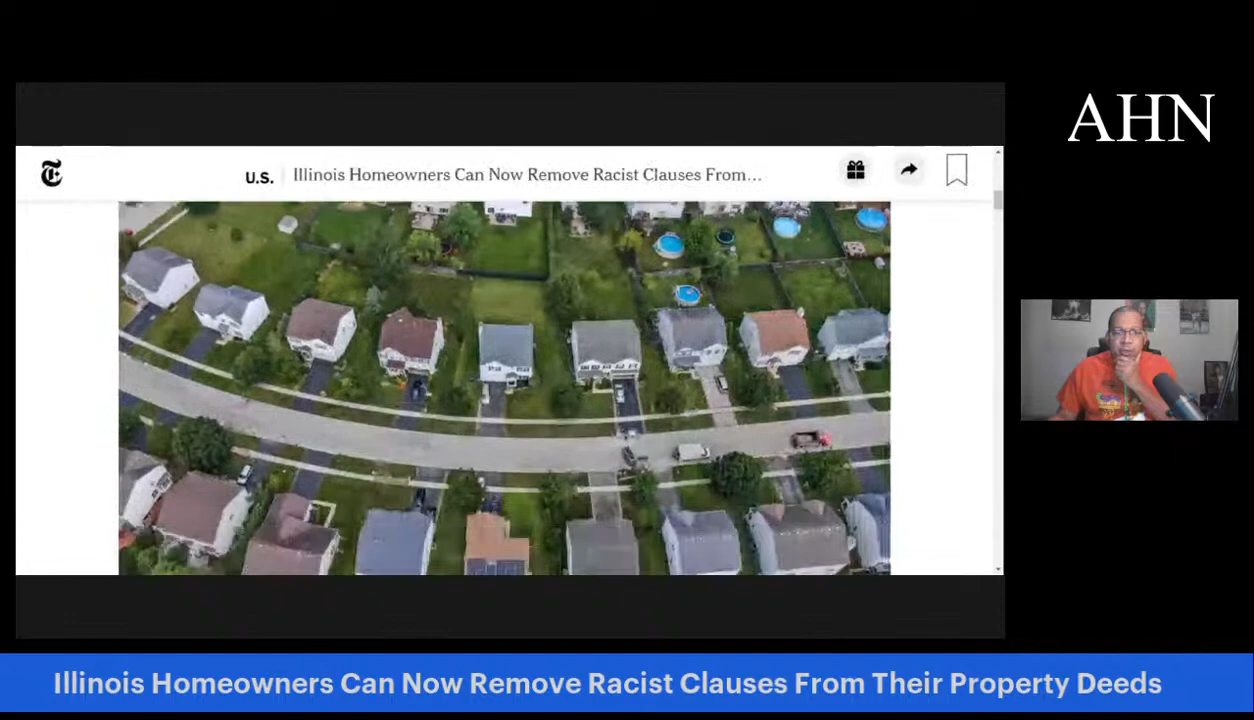 AHN
U.S. Illinois Homeowners Can Now Remove Racist Clauses From...
Illinois Homeowners Can Now Remove Racist Clauses From Their Property Deeds